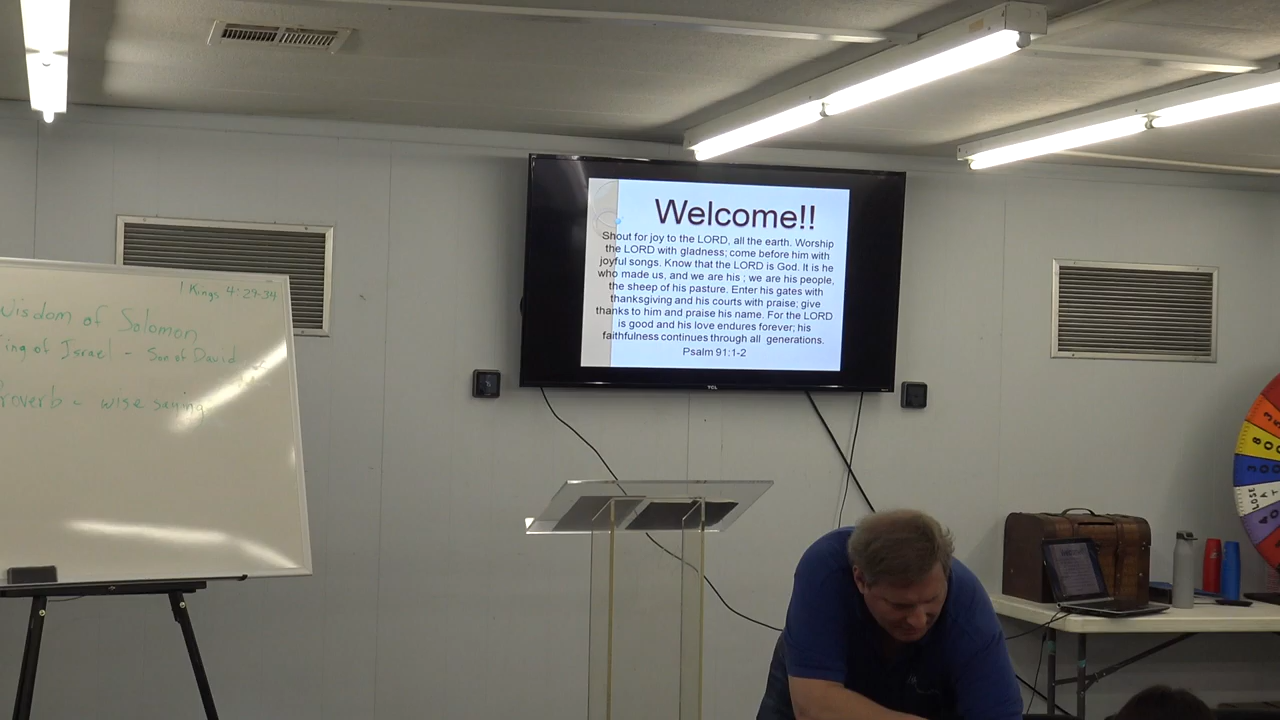 1 Kings 4:29-34
Wisdom of Solomon
ing of Israel - Son of David
roverb - wise saying
Welcome!!
Shout for joy to the LORD, all the earth. Worship
the LORD with gladness; come before him with
joyful songs. Know that the LORD is God. It is he
who made us, and we are his ; we are his people,
the sheep of his pasture. Enter his gates with
thanksgiving and his courts with praise; give
thanks to him and praise his name. For the LORD
is good and his love endures forever; his
faithfulness continues through all generations.
Psalm 91:1-2
TCL
LOSE A T